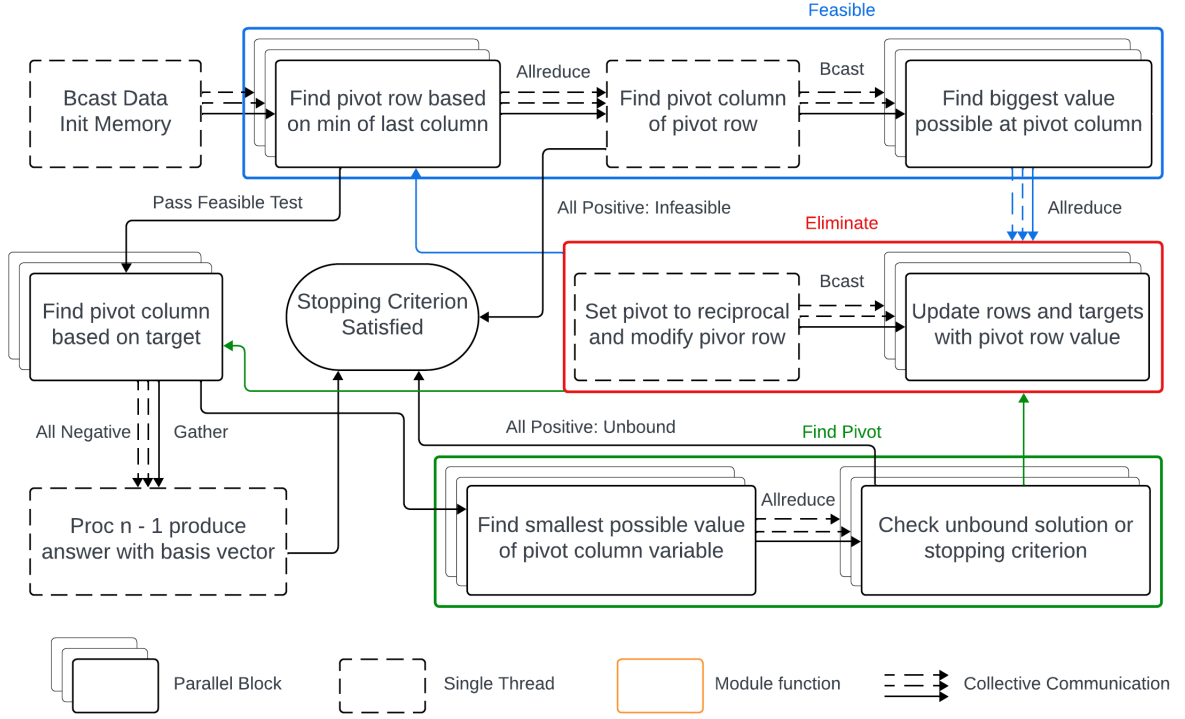 Feasible
Bcast Data
Init Memory
Find pivot row based
on min of last column
Allreduce
Find pivot column
of pivot row
Bcast
Find biggest value
possible at pivot column
Pass Feasible Test
All Positive: Infeasible
Allreduce
Eliminate
Find pivot column
based on target
Stopping Criterion
Satisfied
Set pivot to reciprocal
and modify pivor row
Bcast
Update rows and targets
with pivot row value
All Negative
Gather
All Positive: Unbound
Find Pivot
Proc n - 1 produce
answer with basis vector
Find smallest possible value
of pivot column variable
Allreduce
Check unbound solution or
stopping criterion
Parallel Block
Single Thread
Module function
Collective Communication